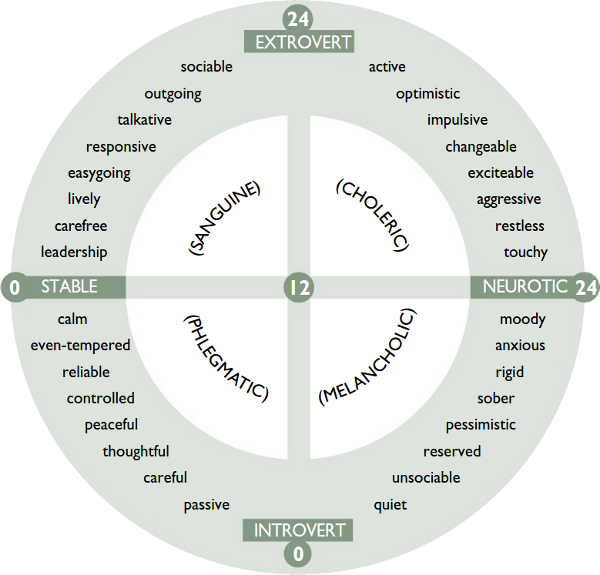 24
EXTROVERT
sociable
outgoing
talkative
responsive
easygoing
lively
carefree
leadership
active
optimistic
impulsive
changeable
exciteable
aggressive
restless
touchy
(SANGUINE)
(CHOLERIC)
0 STABLE
12
NEUROTIC 24
calm
even-tempered
reliable
controlled
peaceful
thoughtful
careful
passive
(PHLEGMATIC)
(MELANCHOLIC)
moody
anxious
rigid
sober
pessimistic
reserved
unsociable
quiet
INTROVERT
0